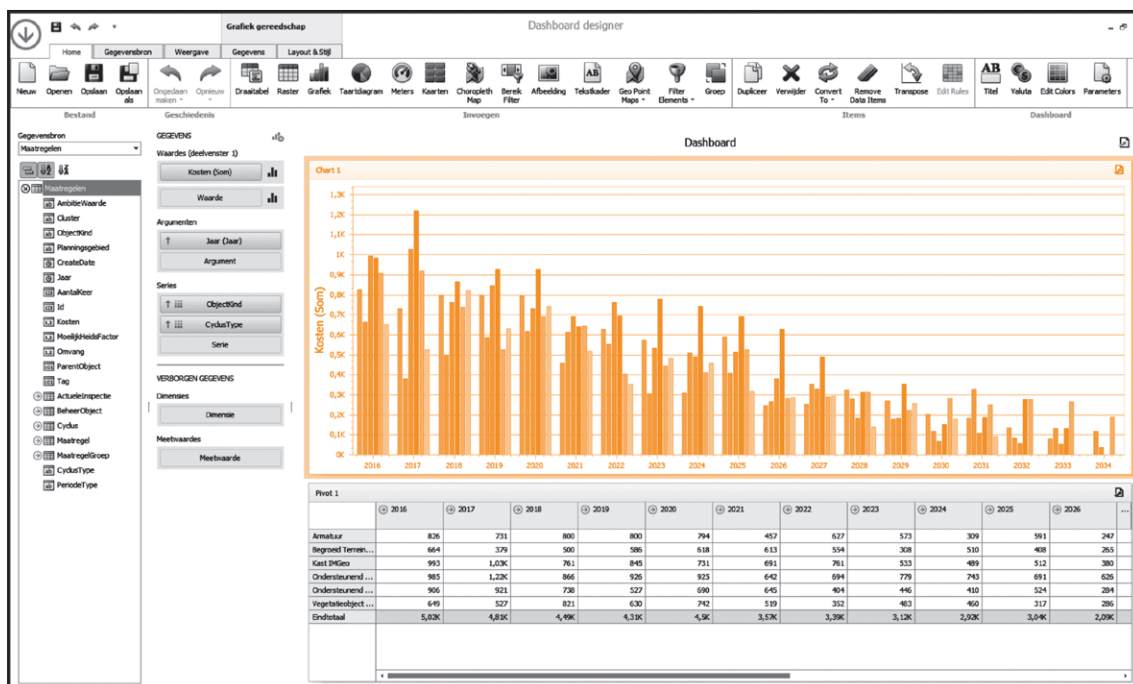 Grafiek gereedschap
Dashboard designer
Home Gegevensbron Weergave Gegevens Layout & Stijl
Nieuw Openen Opslaan Opslaan als Ongedaan maken Opnieuw Draaitabel Raster Grafiek Taartdiagram Meters Kaarten Choropleth Map Bereik Filter Afbeelding Tekstkader Geo Point Maps Filter Elements Groep Dupliceer Verwijder Convert To Remove Data Items Transpose Edit Rules Titel Valuta Edit Colors Parameters
Bestand Geschiedenis Invoegen Items Dashboard
Gegevensbron
Maatregelen
Maatregelen
AmbitieWaarde
Cluster
ObjectKind
Planningsgebied
CreateDate
Jaar
AantalKeer
Id
Kosten
MoeilijkHeidsFactor
Omvang
ParentObject
Tag
ActueleInspectie
BeheerObject
Cyclus
Maatregel
MaatregelGroep
CyclusType
PeriodeType
GEGEVENS
Waardes (deelvenster 1)
Kosten (Som)
Waarde
Argumenten
Jaar (Jaar)
Argument
Series
ObjectKind
CyclusType
Serie
VERBORGEN GEGEVENS
Dimensies
Dimensie
Meetwaardes
Meetwaarde
Dashboard
Chart 1
Kosten (Som)
1,3K
1,2K
1,1K
1K
0,9K
0,8K
0,7K
0,6K
0,5K
0,4K
0,3K
0,2K
0,1K
0K
2016 2017 2018 2019 2020 2021 2022 2023 2024 2025 2026 2027 2028 2029 2030 2031 2032 2033 2034
Pivot 1
2016 2017 2018 2019 2020 2021 2022 2023 2024 2025 2026 ...
Armatuur 826 731 800 800 794 457 627 573 309 591 247
Begroeid Terrein... 664 379 500 586 618 613 554 308 510 408 265
Kast IMGeo 993 1,03K 761 845 731 691 761 533 489 512 380
Ondersteunend ... 985 1,22K 866 926 925 642 694 779 743 691 626
Ondersteunend ... 906 921 738 527 690 645 404 446 410 524 284
Vegetatieobject ... 649 527 821 630 742 519 352 483 460 317 286
Eindtotaal 5,02K 4,81K 4,49K 4,31K 4,5K 3,57K 3,39K 3,12K 2,92K 3,04K 2,09K